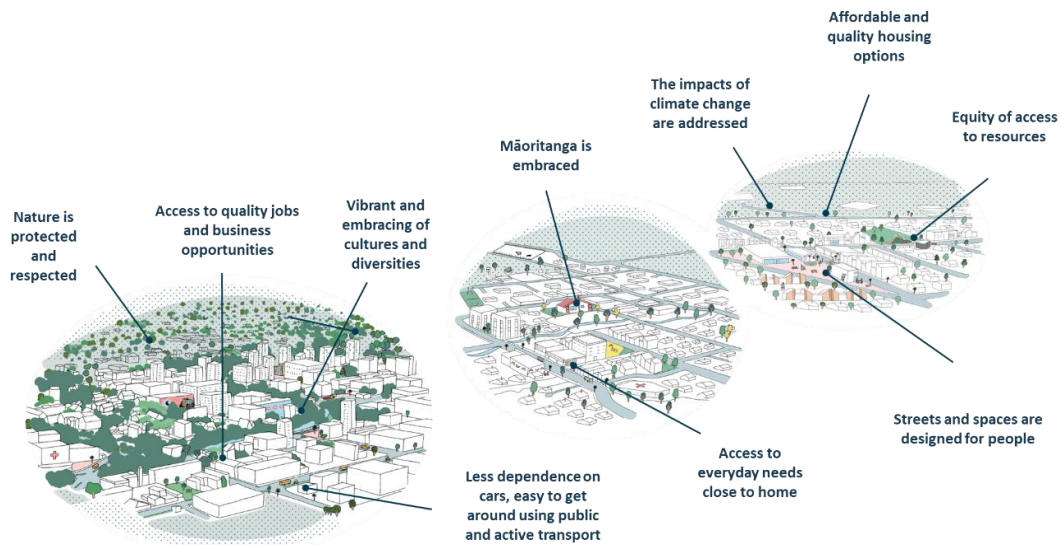 Nature is
protected
and
respected
Access to quality jobs
and business
opportunities
Vibrant and
embracing of
cultures and
diversities
Less dependence on
cars, easy to get
around using public
and active transport
Māoritanga is
embraced
Access to
everyday needs
close to home
The impacts of
climate change
are addressed
Affordable and
quality housing
options
Equity of access
to resources
Streets and spaces are
designed for people